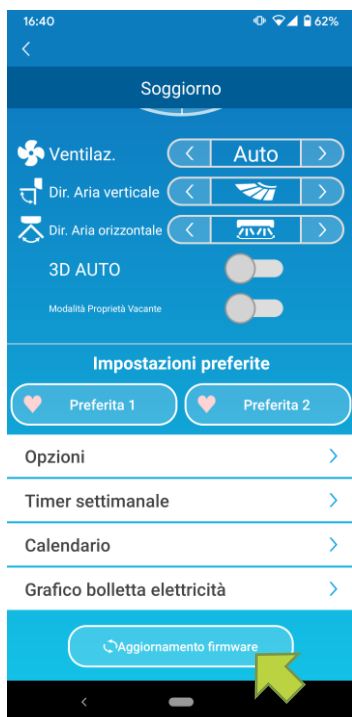 16:40
62%
Soggiorno
Ventilaz.
Auto
Dir. Aria verticale
Dir. Aria orizzontale
3D AUTO
Modalità Proprietà Vacante
Impostazioni preferite
Preferita 1
Preferita 2
Opzioni
Timer settimanale
Calendario
Grafico bolletta elettricità
Aggiornamento firmware